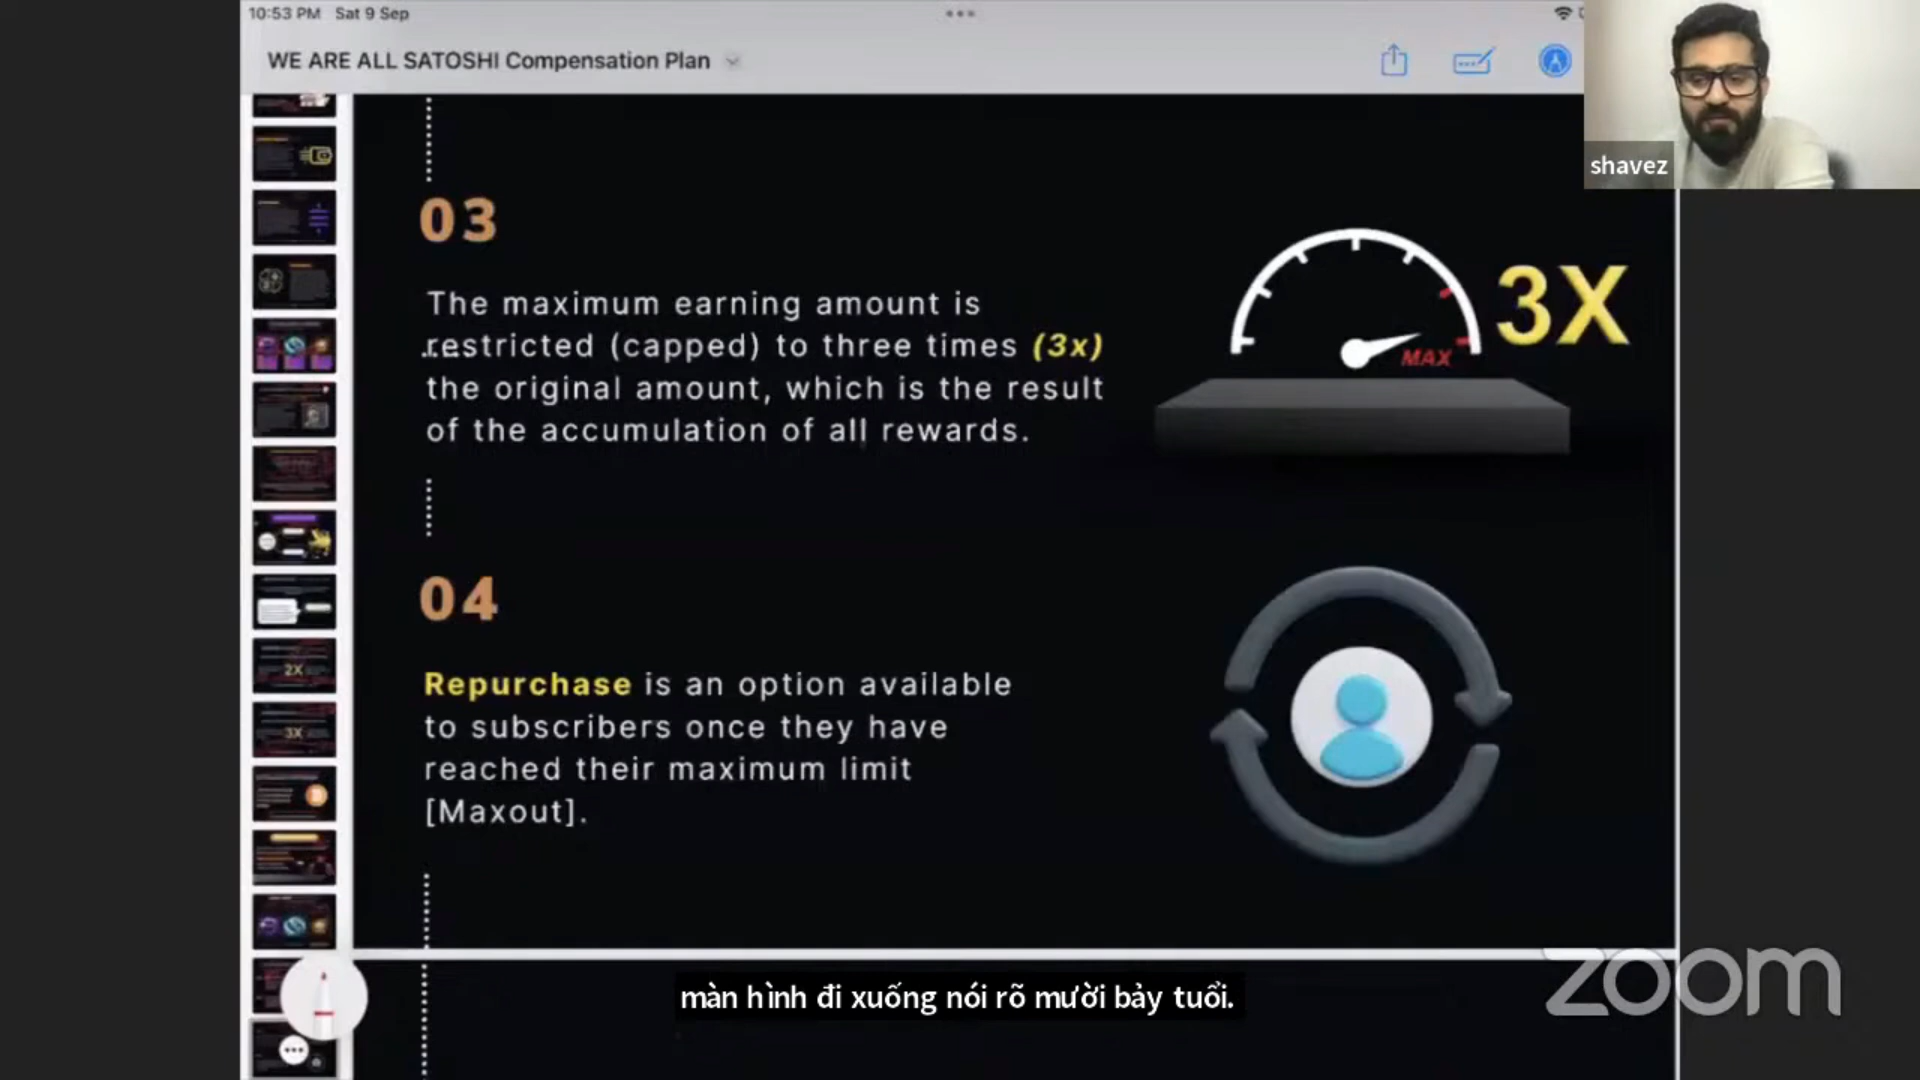 10:53 PM Sat 9 Sep
WE ARE ALL SATOSHI Compensation Plan
shavez
03
The maximum earning amount is
restricted (capped) to three times (3x)
the original amount, which is the result
of the accumulation of all rewards.
3X
MAX
04
Repurchase is an option available
to subscribers once they have
reached their maximum limit
[Maxout].
2X
3X
màn hình đi xuống nói rõ mười bảy tuổi.
zoom